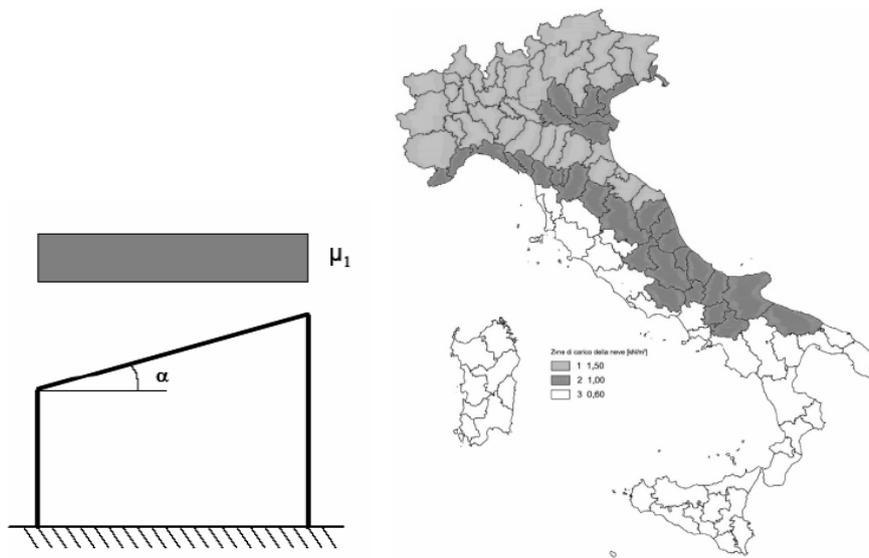 μ₁
α
Zone di carico della neve [kN/m²]
1 1,50
2 1,00
3 0,60